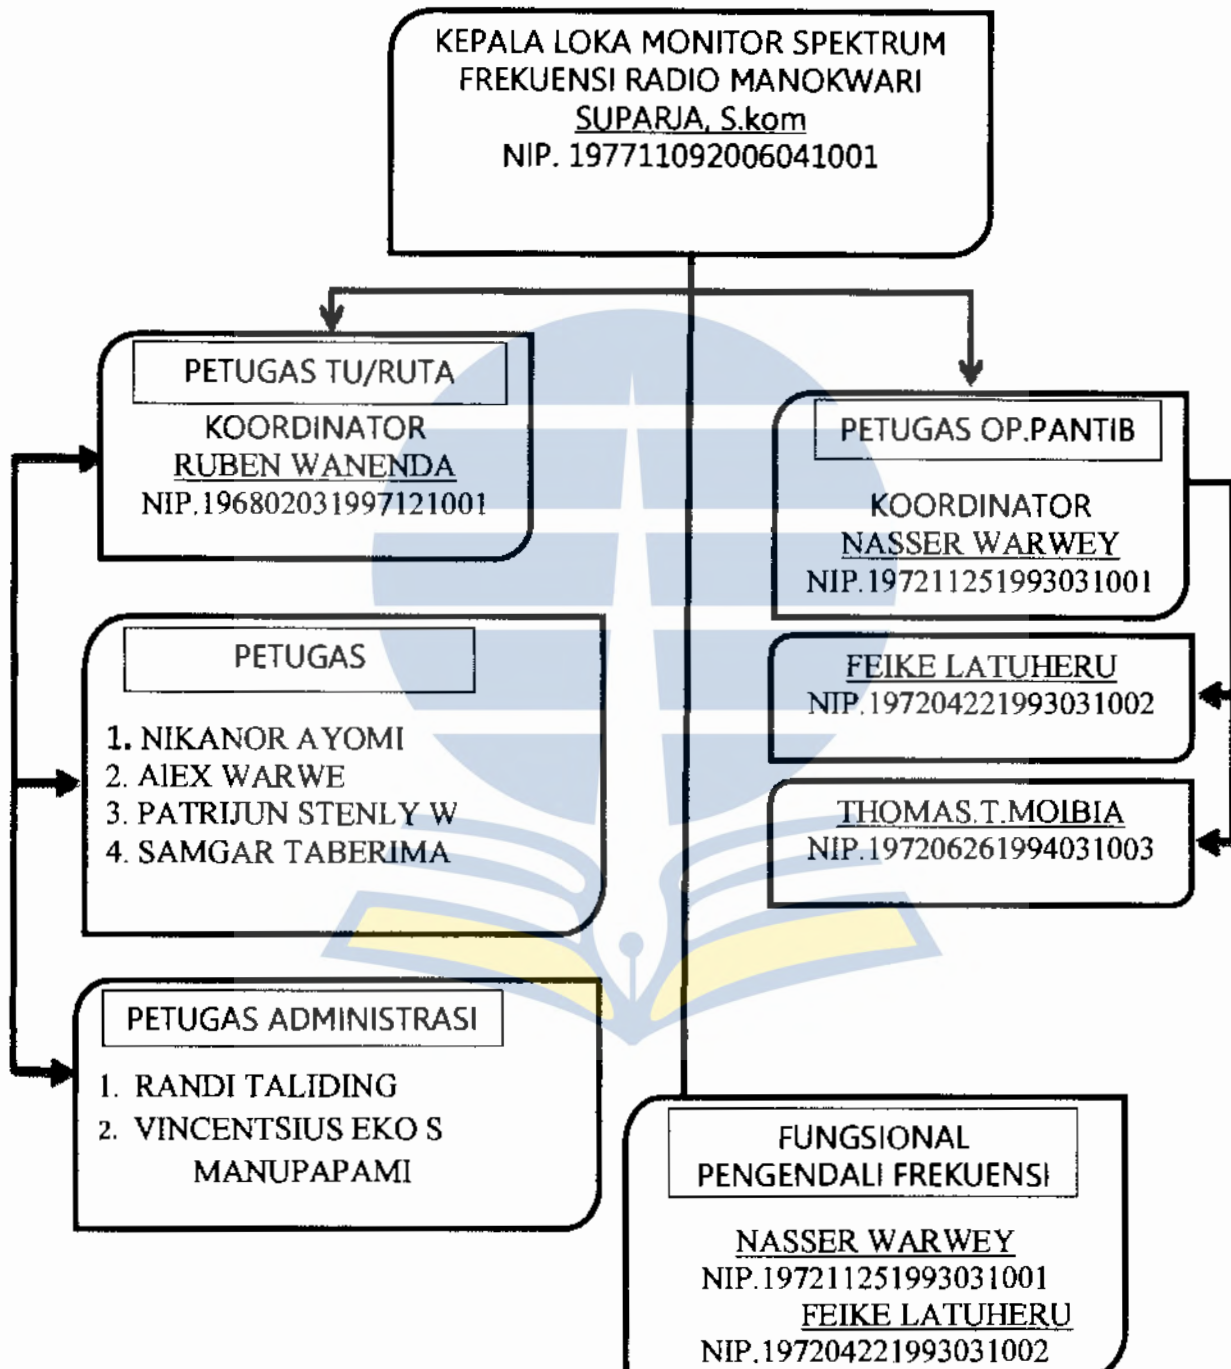 KEPALA LOKA MONITOR SPEKTRUM
FREKUENSI RADIO MANOKWARI
SUPARJA, S.kom
NIP. 197711092006041001
PETUGAS TU/RUTA
KOORDINATOR
RUBEN WANENDA
NIP.196802031997121001
PETUGAS OP.PANTIB
KOORDINATOR
NASSER WARWEY
NIP.197211251993031001
PETUGAS
1. NIKANOR AYOMI
2. AlEX WARWE
3. PATRIJUN STENLY W
4. SAMGAR TABERIMA
FEIKE LATUHERU
NIP.197204221993031002
THOMAS.T.MOIBIA
NIP.197206261994031003
PETUGAS ADMINISTRASI
1. RANDI TALIDING
2. VINCENTSIUS EKO S
MANUPAPAMI
FUNGSIONAL
PENGENDALI FREKUENSI
NASSER WARWEY
NIP.197211251993031001
FEIKE LATUHERU
NIP.197204221993031002